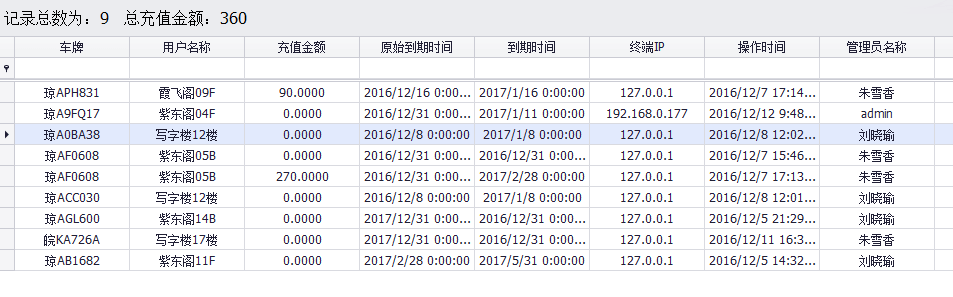 记录总数为：9 总充值金额：360
车牌 用户名称 充值金额 原始到期时间 到期时间 终端IP 操作时间 管理员名称
琼APH831 霞飞阁09F 90.0000 2016/12/16 0:00... 2017/1/16 0:00:00 127.0.0.1 2016/12/7 17:14... 朱雪香
琼A9FQ17 紫东阁04F 0.0000 2016/12/31 0:00... 2017/1/11 0:00:00 192.168.0.177 2016/12/12 9:48... admin
琼A0BA38 写字楼12楼 0.0000 2016/12/8 0:00:00 2017/1/8 0:00:00 127.0.0.1 2016/12/8 12:02... 刘晓瑜
琼AF0608 紫东阁05B 0.0000 2016/12/31 0:00... 2016/12/31 0:00:00 127.0.0.1 2016/12/7 15:46... 朱雪香
琼AF0608 紫东阁05B 270.0000 2016/12/31 0:00... 2017/2/28 0:00:00 127.0.0.1 2016/12/7 17:13... 朱雪香
琼ACC030 写字楼12楼 0.0000 2016/12/8 0:00:00 2017/1/8 0:00:00 127.0.0.1 2016/12/8 12:01... 刘晓瑜
琼AGL600 紫东阁14B 0.0000 2017/12/31 0:00... 2016/12/31 0:00:00 127.0.0.1 2016/12/5 21:29... 刘晓瑜
皖KA726A 写字楼17楼 0.0000 2017/12/31 0:00... 2016/12/31 0:00:00 127.0.0.1 2016/12/11 16:3... 朱雪香
琼AB1682 紫东阁11F 0.0000 2017/2/28 0:00:00 2017/5/31 0:00:00 127.0.0.1 2016/12/5 14:32... 刘晓瑜